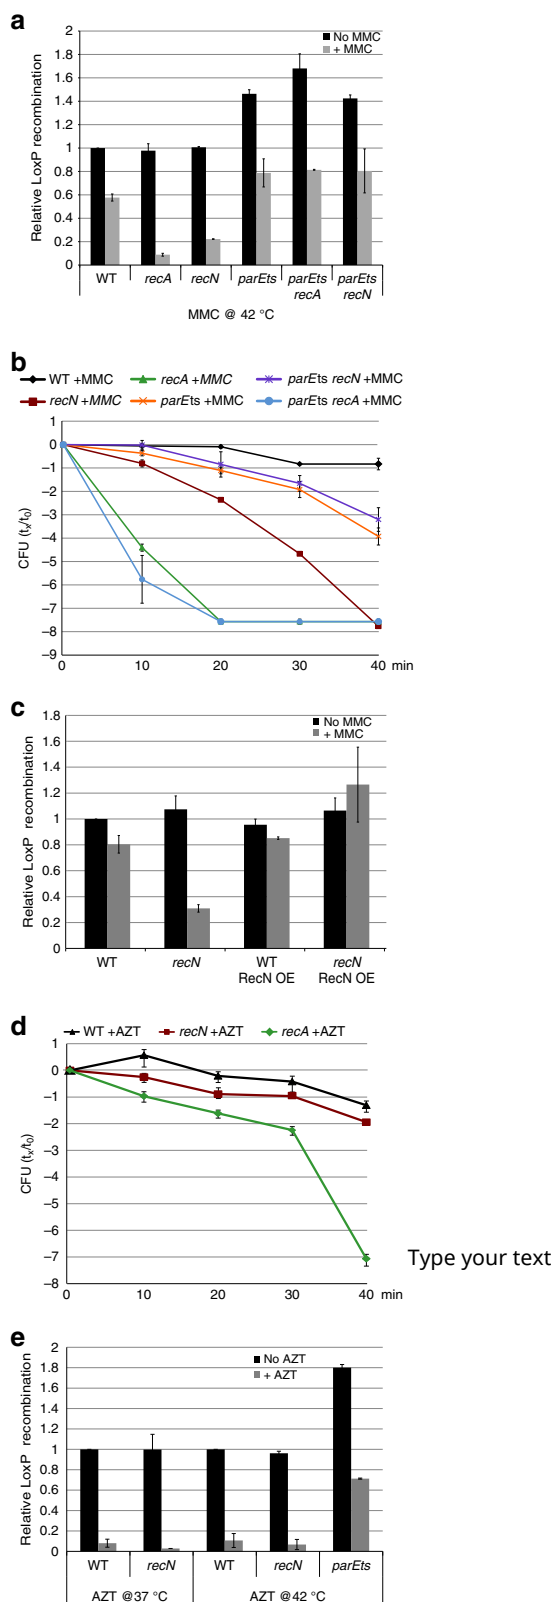 a
No MMC
+ MMC
Relative LoxP recombination
2
1.8
1.6
1.4
1.2
1
0.8
0.6
0.4
0.2
0
WT
recA
recN
parEts
parEts
recA
parEts
recN
MMC @ 42 °C
b
WT +MMC
recA +MMC
parEts recN +MMC
recN +MMC
parEts +MMC
parEts recA +MMC
CFU (tx/t0)
1
0
–1
–2
–3
–4
–5
–6
–7
–8
–9
0
10
20
30
40
min
c
No MMC
+ MMC
Relative LoxP recombination
1.8
1.6
1.4
1.2
1
0.8
0.6
0.4
0.2
0
WT
recN
WT
RecN OE
recN
RecN OE
d
WT +AZT
recN +AZT
recA +AZT
CFU (tx/t0)
1
0
–1
–2
–3
–4
–5
–6
–7
–8
0
10
20
30
40
min
Type your text
e
No AZT
+ AZT
Relative LoxP recombination
2
1.8
1.6
1.4
1.2
1
0.8
0.6
0.4
0.2
0
WT
recN
WT
recN
parEts
AZT @37 °C
AZT @42 °C